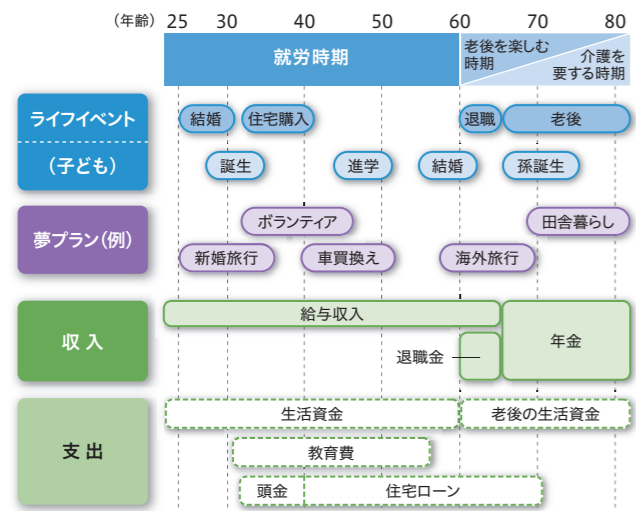 (年齢) 25 30 40 50 60 70 80
就労時期
老後を楽しむ
時期
介護を
要する時期
ライフイベント
結婚 住宅購入 退職 老後
(子ども)
誕生 進学 結婚 孫誕生
夢プラン(例)
ボランティア 田舎暮らし
新婚旅行 車買換え 海外旅行
収入
給与収入
退職金
年金
支出
生活資金 老後の生活資金
教育費
頭金 住宅ローン